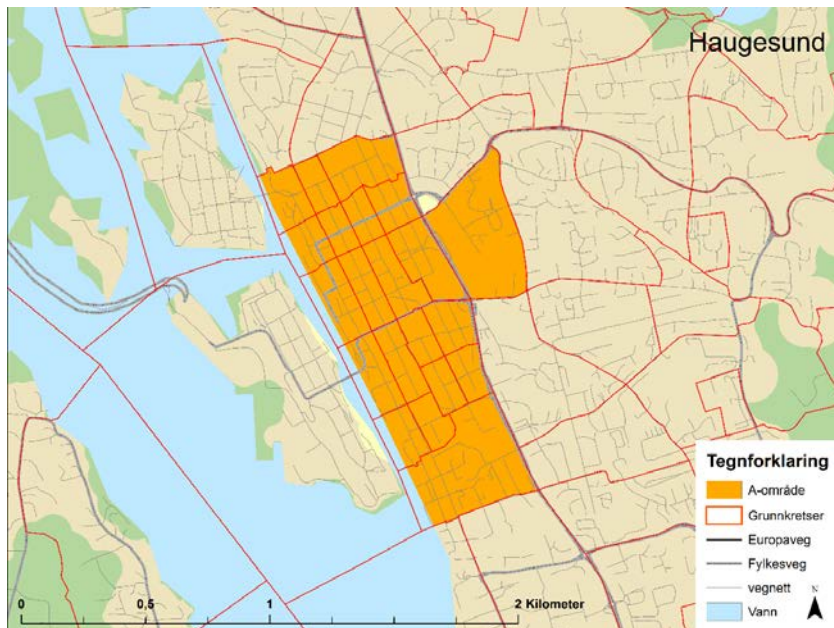 Haugesund
Tegnforklaring
A-område
Grunnkretser
Europaveg
Fylkesveg
vegnett
Vann
N
0 0,5 1 2 Kilometer